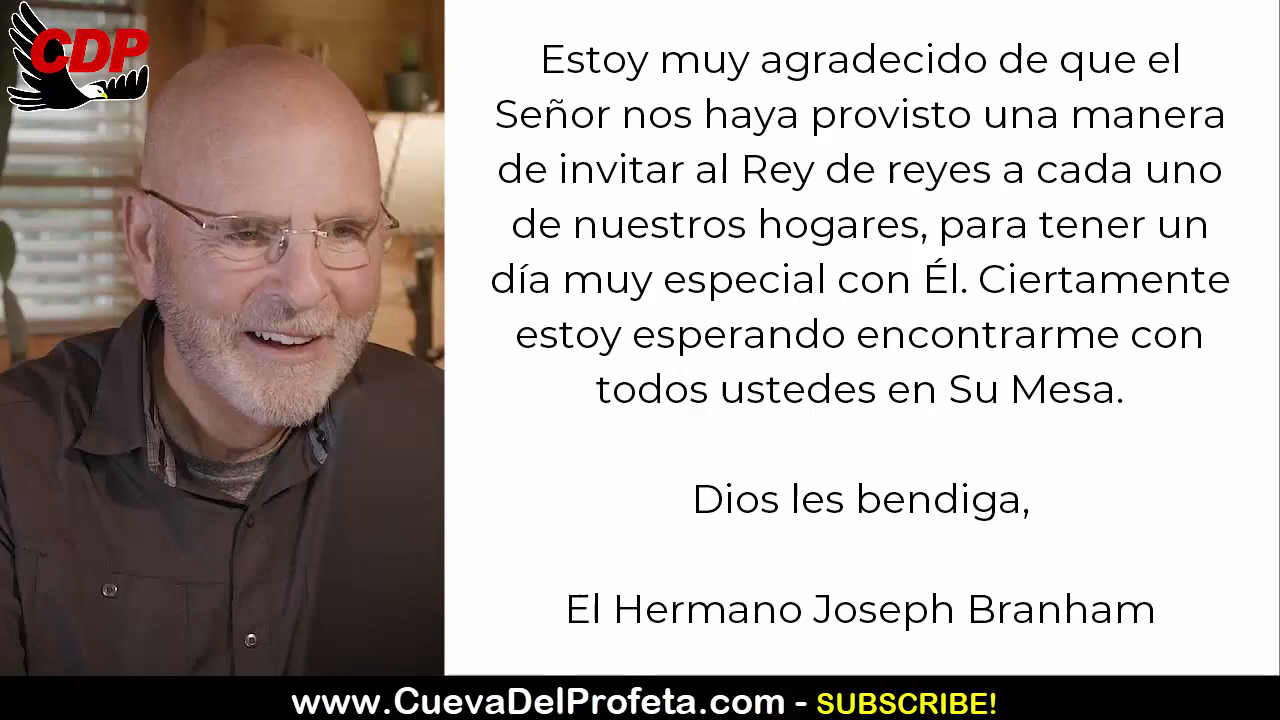 CDP
Estoy muy agradecido de que el
Señor nos haya provisto una manera
de invitar al Rey de reyes a cada uno
de nuestros hogares, para tener un
día muy especial con Él. Ciertamente
estoy esperando encontrarme con
todos ustedes en Su Mesa.
Dios les bendiga,
El Hermano Joseph Branham
www.CuevaDelProfeta.com - SUBSCRIBE!